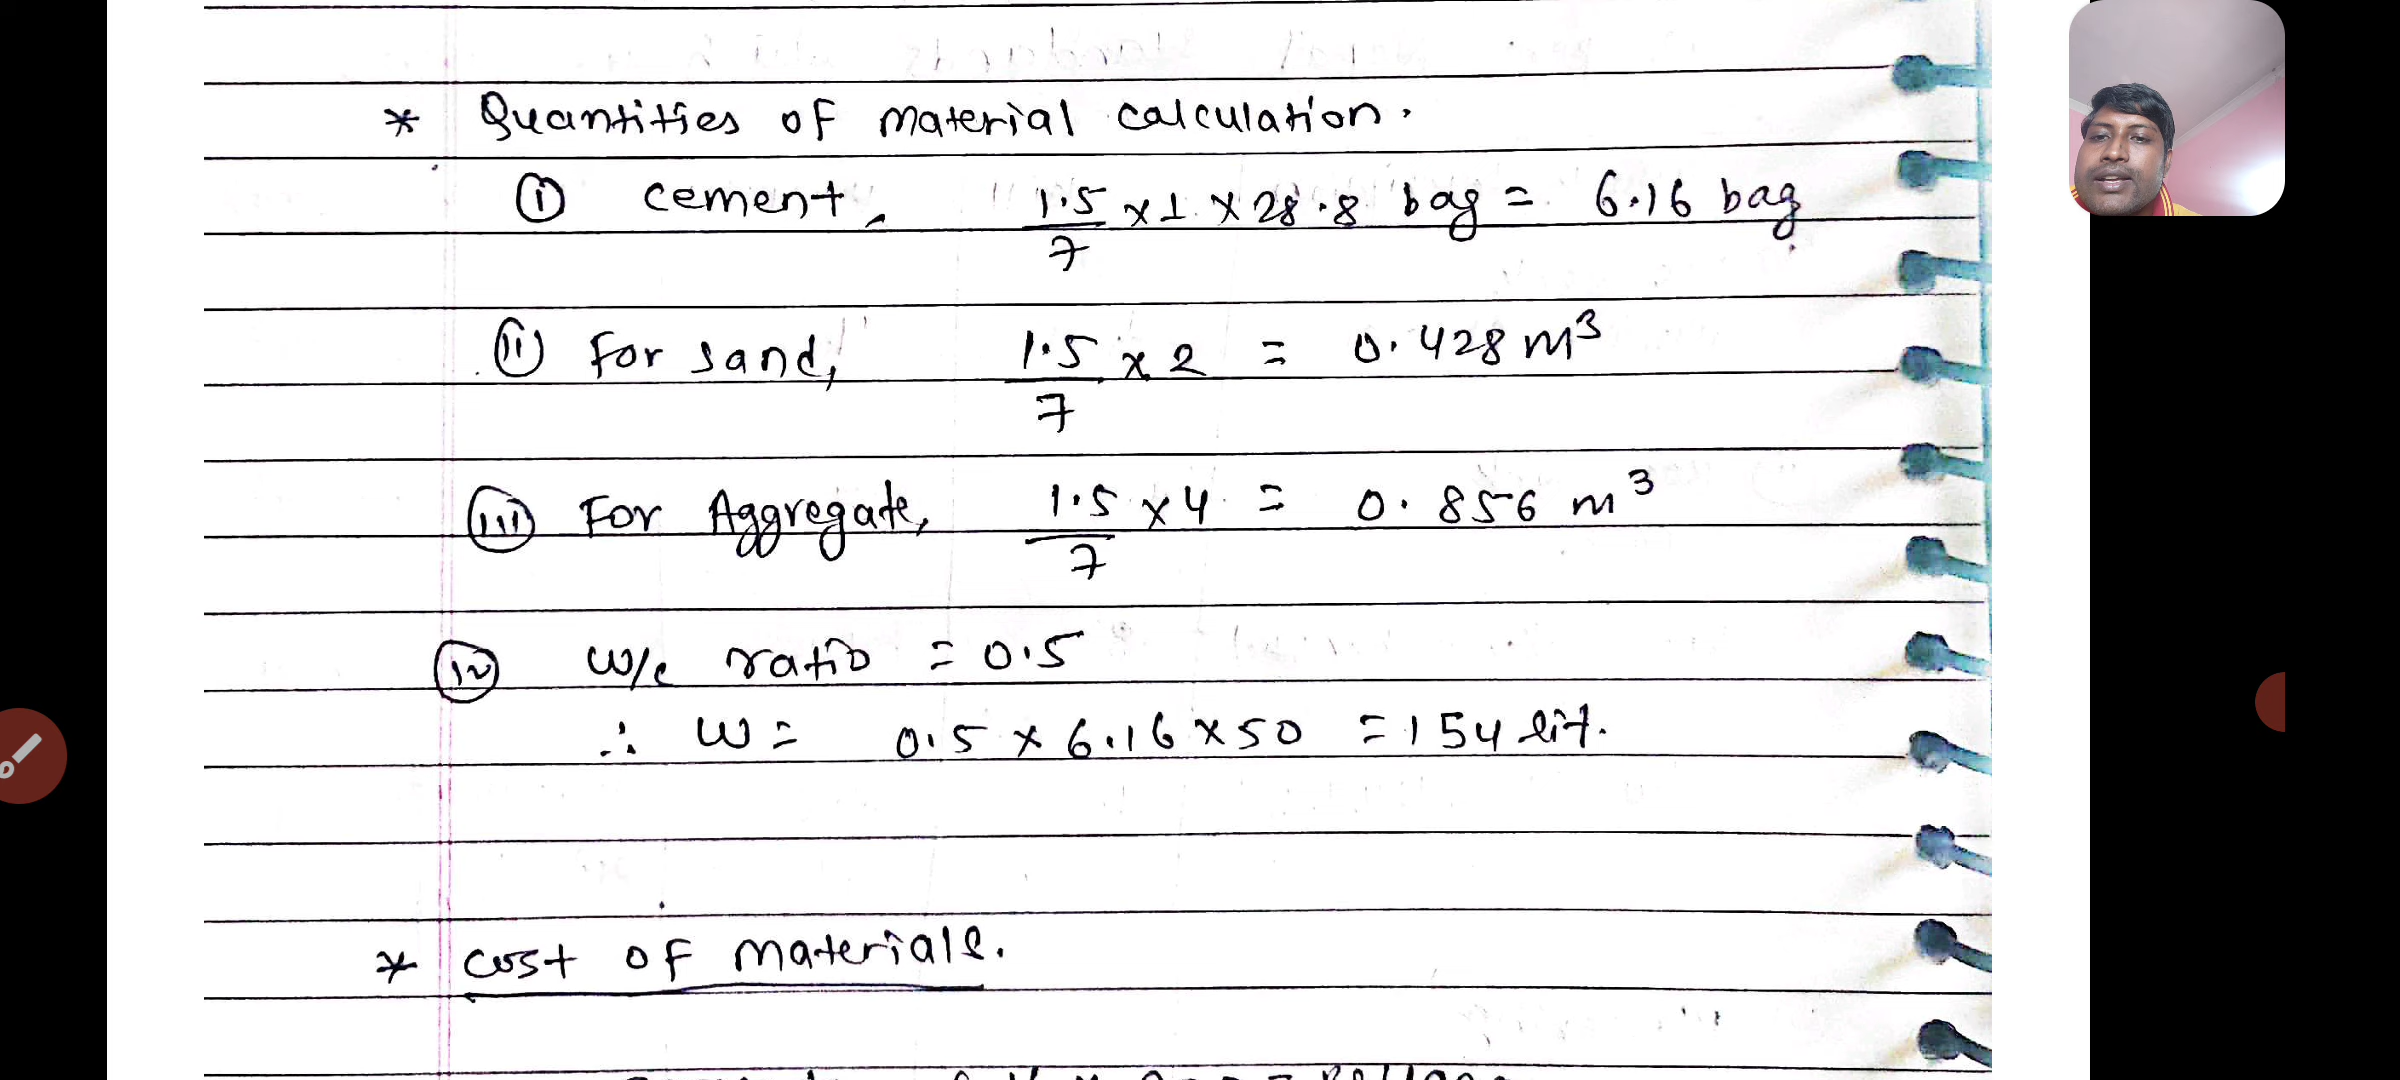 * Quantities of material calculation.
(i) cement, 1.5/7 x 1 x 28.8 bag = 6.16 bag
(ii) for sand, 1.5/7 x 2 = 0.428 m³
(iii) For Aggregate, 1.5/7 x 4 = 0.856 m³
(iv) w/c ratio = 0.5
∴ W = 0.5 x 6.16 x 50 = 154 lit.
* cost of materials.